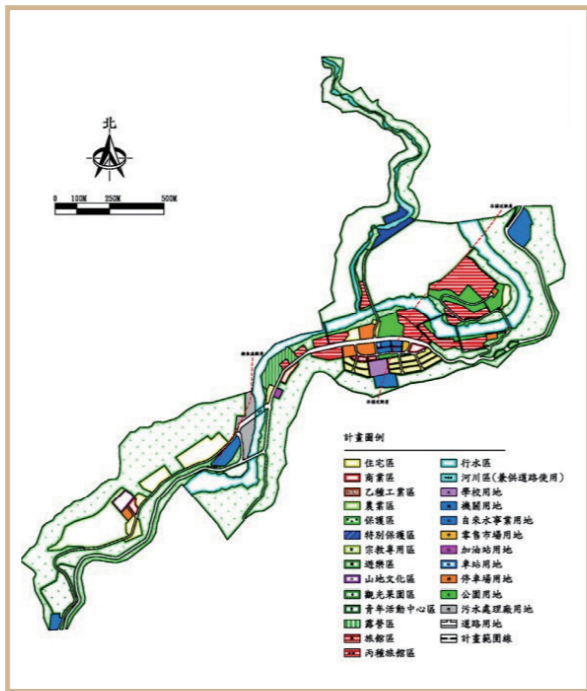 北
0 100M 250M 500M
計畫圖例
住宅區
商業區
乙種工業區
農業區
保護區
特別保護區
宗教專用區
遊樂區
山地文化區
觀光果園區
青年活動中心區
露營區
旅館區
丙種旅館區
行水區
河川區(兼供道路使用)
學校用地
機關用地
自來水事業用地
零售市場用地
加油站用地
車站用地
停車場用地
公園用地
污水處理廠用地
道路用地
計畫範圍線